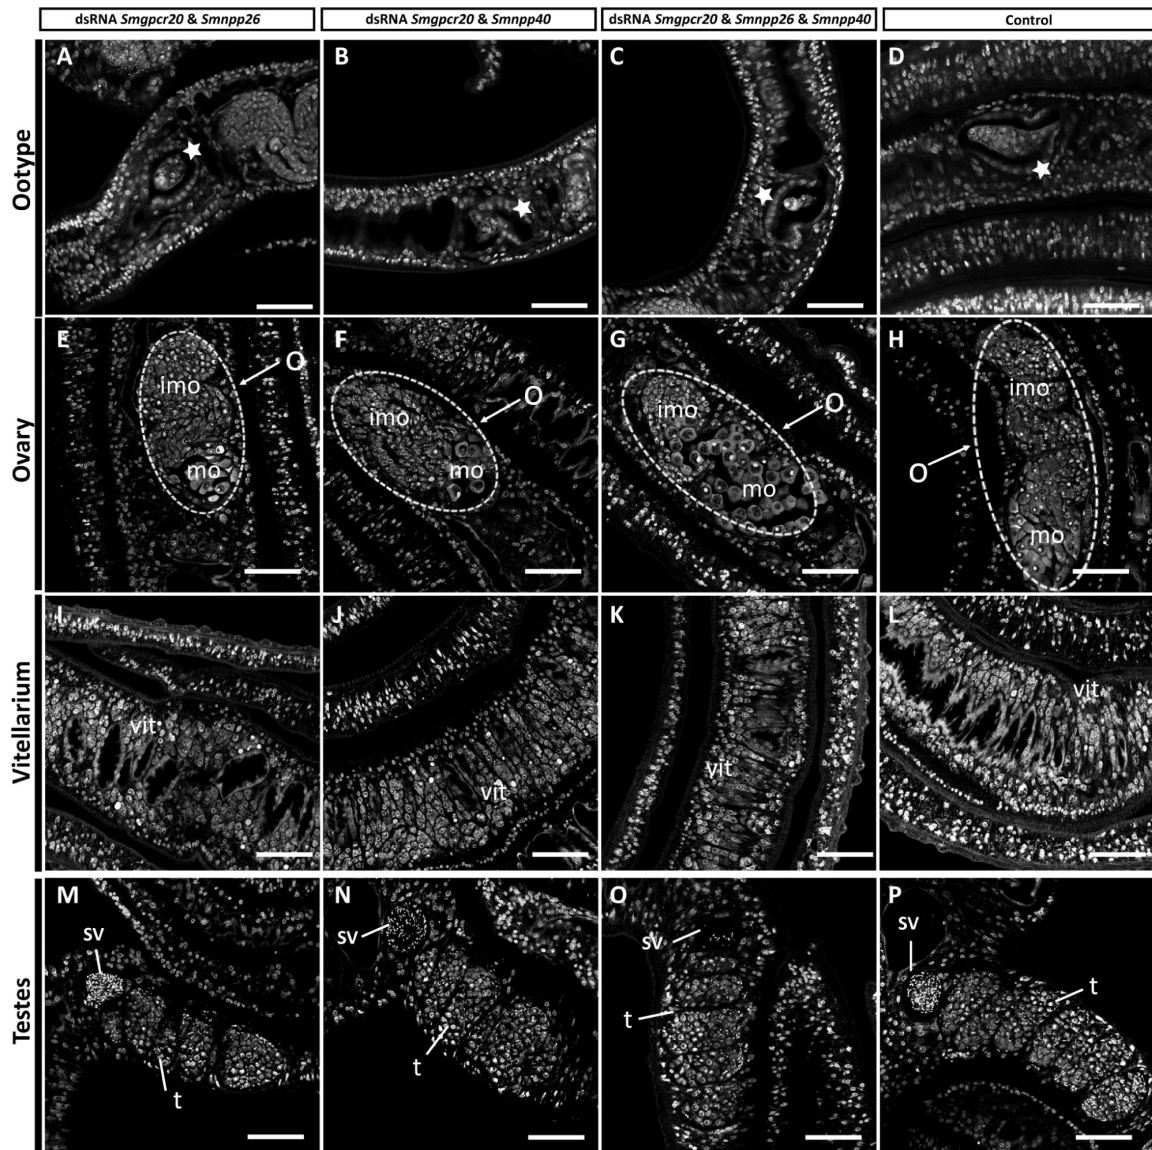 dsRNA Smgpcr20 & Smnpp26
dsRNA Smgpcr20 & Smnpp40
dsRNA Smgpcr20 & Smnpp26 & Smnpp40
Control
Ootype
A
B
C
D
Ovary
E
imo
mo
O
F
imo
mo
O
G
imo
mo
O
H
imo
mo
O
Vitellarium
I
vit
J
vit
K
vit
L
vit
Testes
M
sv
t
N
sv
t
O
sv
t
P
sv
t